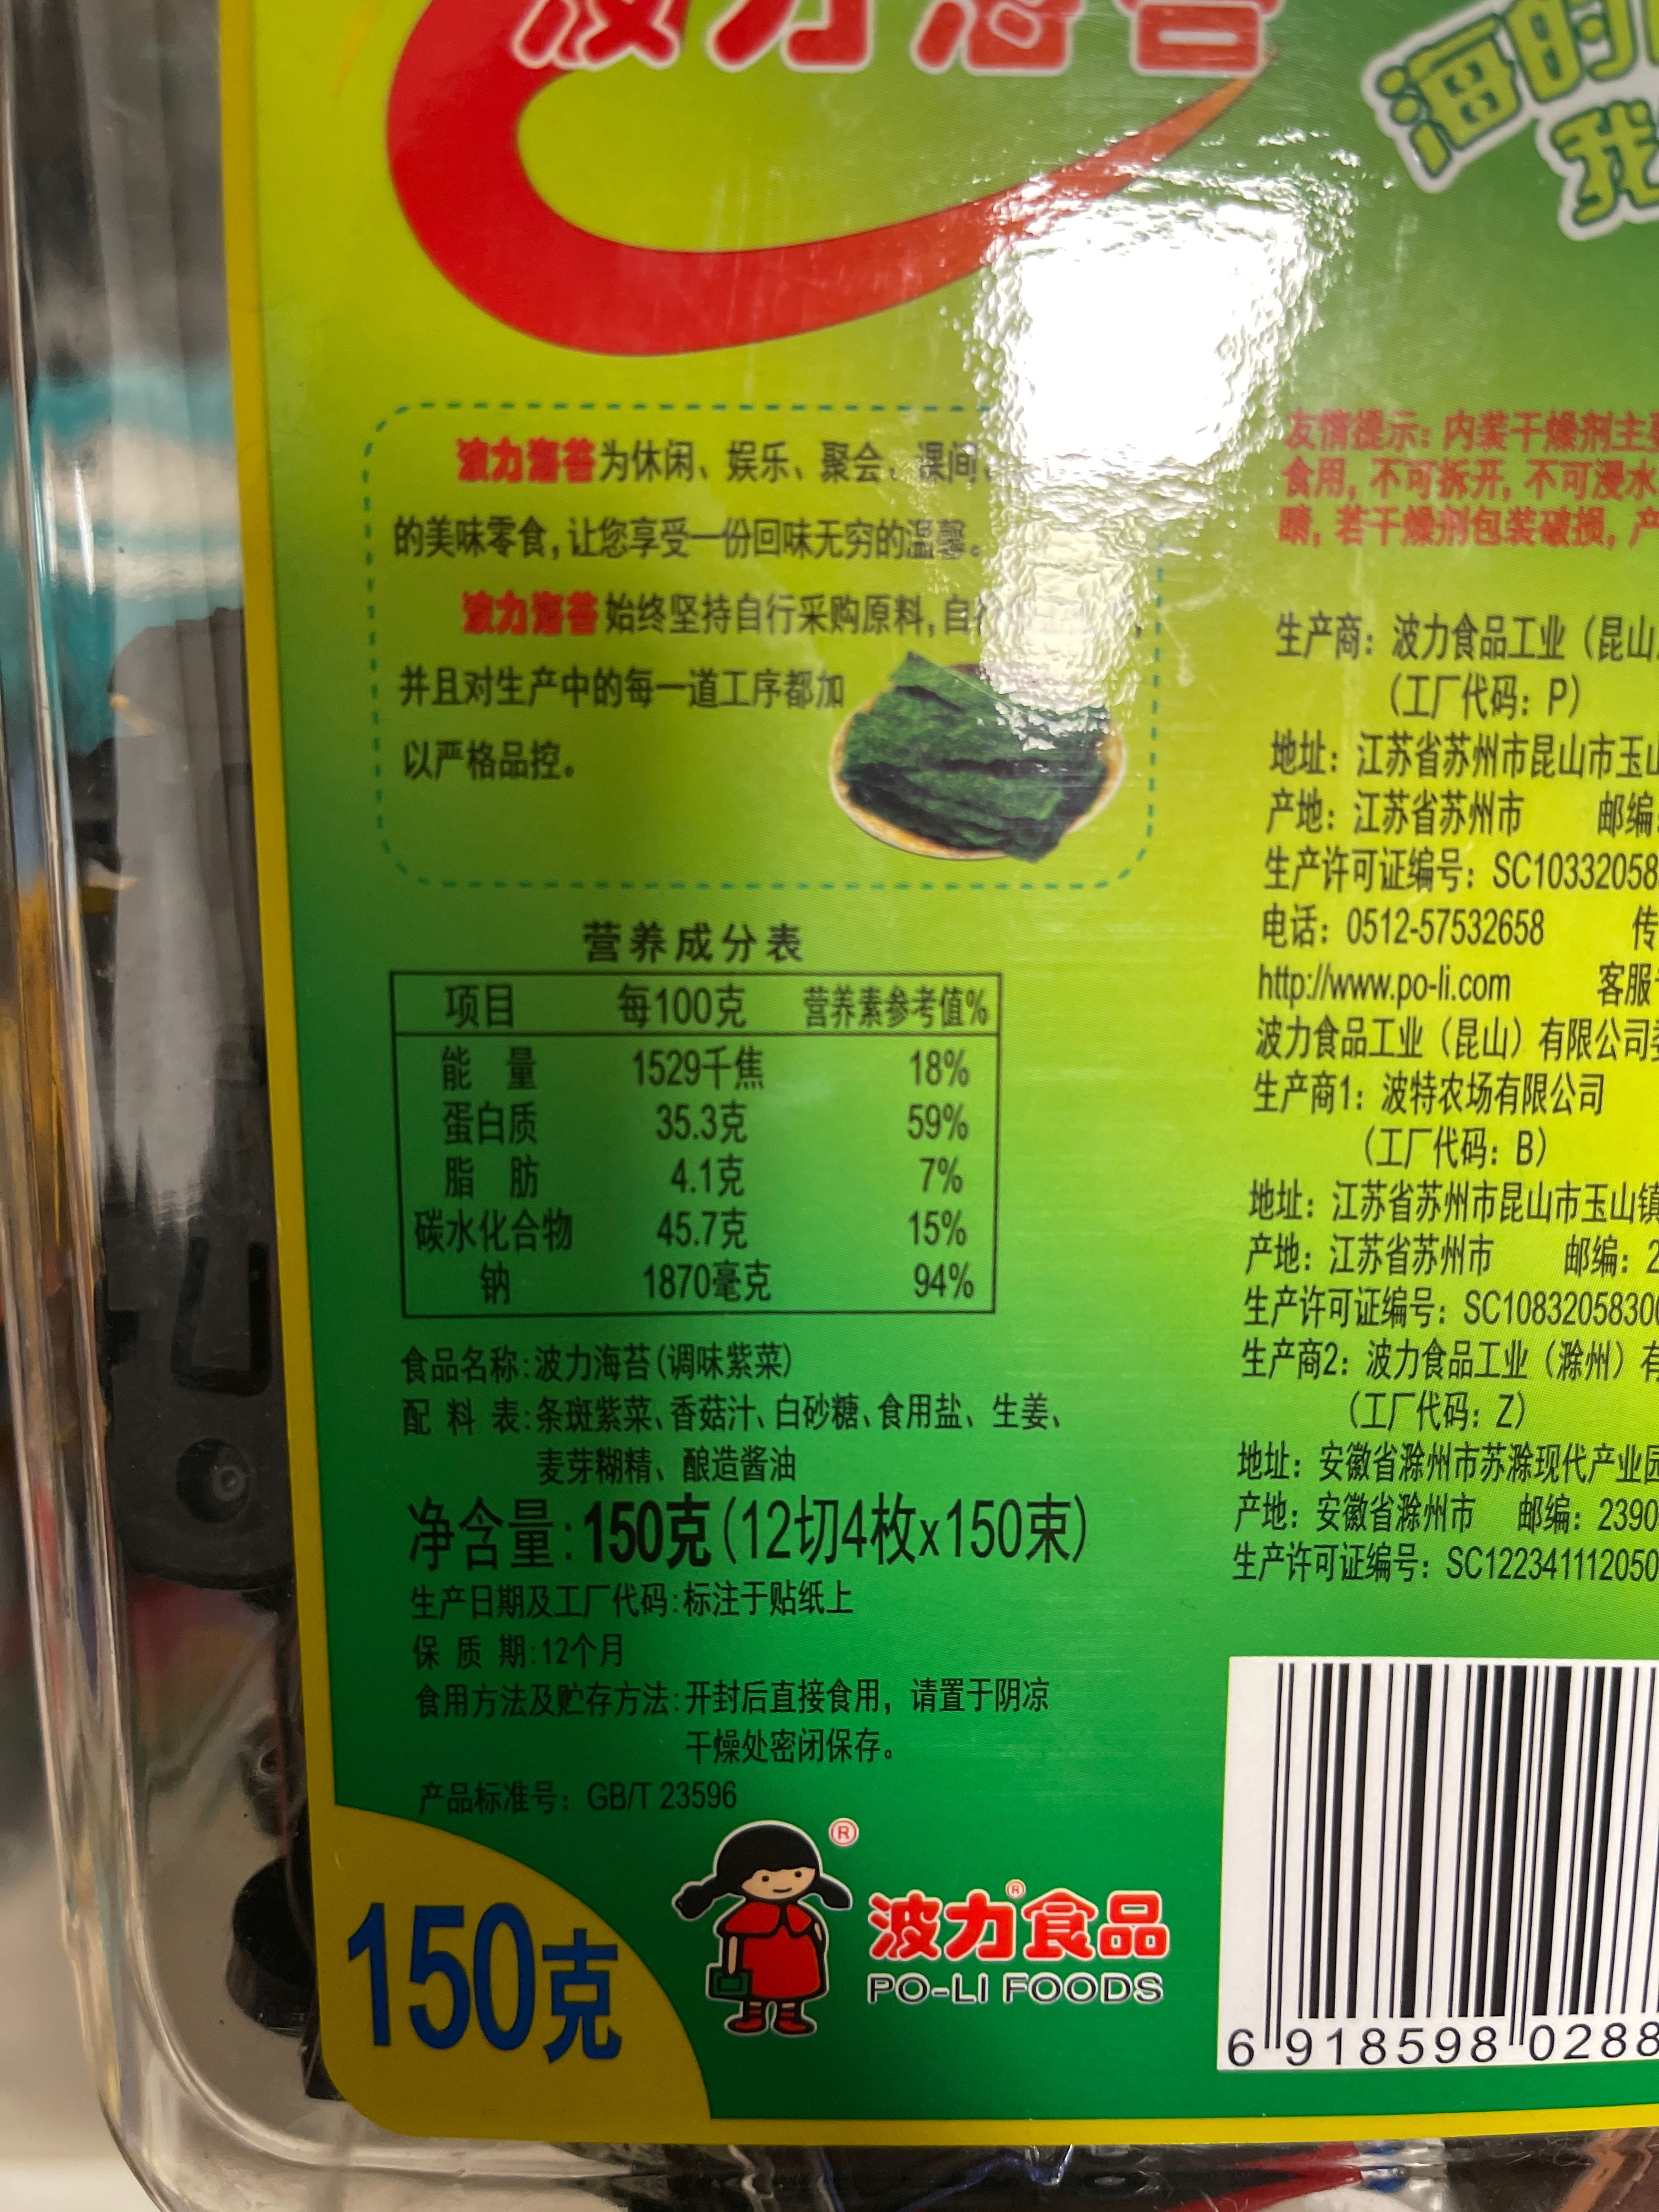 波力海苔
海的
我
波力海苔为休闲、娱乐、聚会、课间、
的美味零食,让您享受一份回味无穷的温馨。
波力海苔始终坚持自行采购原料,自
并且对生产中的每一道工序都加
以严格品控。
营养成分表
项目 每100克 营养素参考值%
能 量 1529千焦 18%
蛋白质 35.3克 59%
脂 肪 4.1克 7%
碳水化合物 45.7克 15%
钠 1870毫克 94%
食品名称:波力海苔(调味紫菜)
配 料 表:条斑紫菜、香菇汁、白砂糖、食用盐、生姜、
麦芽糊精、酿造酱油
净含量:150克(12切4枚x150束)
生产日期及工厂代码:标注于贴纸上
保 质 期:12个月
食用方法及贮存方法:开封后直接食用,请置于阴凉
干燥处密闭保存。
产品标准号:GB/T 23596
150克
®
波力®食品
PO-LI FOODS
友情提示:内装干燥剂主
食用,不可拆开,不可浸水
睛,若干燥剂包装破损,产
生产商:波力食品工业(昆山
(工厂代码:P)
地址:江苏省苏州市昆山市玉山
产地:江苏省苏州市 邮编:
生产许可证编号:SC10332058
电话:0512-57532658 传
http://www.po-li.com 客服
波力食品工业(昆山)有限公司
生产商1:波特农场有限公司
(工厂代码:B)
地址:江苏省苏州市昆山市玉山镇
产地:江苏省苏州市 邮编:2
生产许可证编号:SC1083205830
生产商2:波力食品工业(滁州)有
(工厂代码:Z)
地址:安徽省滁州市苏滁现代产业园
产地:安徽省滁州市 邮编:2390
生产许可证编号:SC122341112050
6 918598 0288